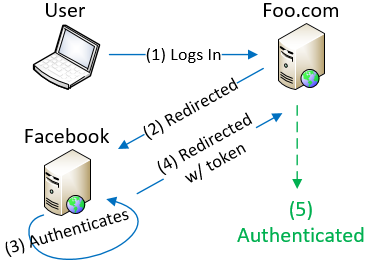 User
Foo.com
(1) Logs In
(2) Redirected
Facebook
(4) Redirected
w/ token
(3) Authenticates
(5)
Authenticated